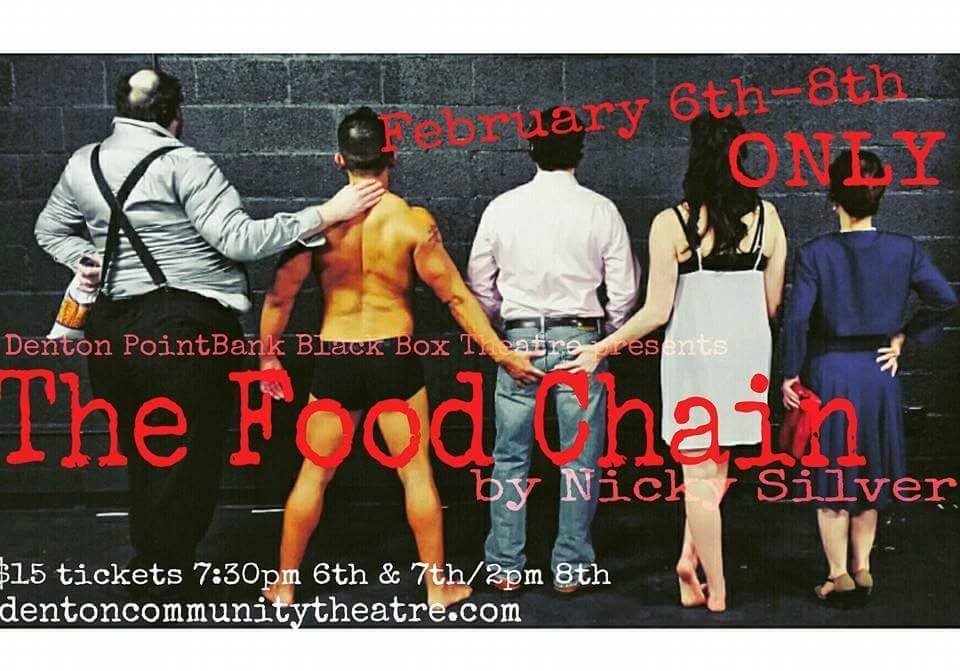 February 6th-8th
ONLY
Denton PointBank Black Box Theatre presents
The Food Chain
by Nicky Silver
$15 tickets 7:30pm 6th & 7th/2pm 8th
dentoncommunitytheatre.com